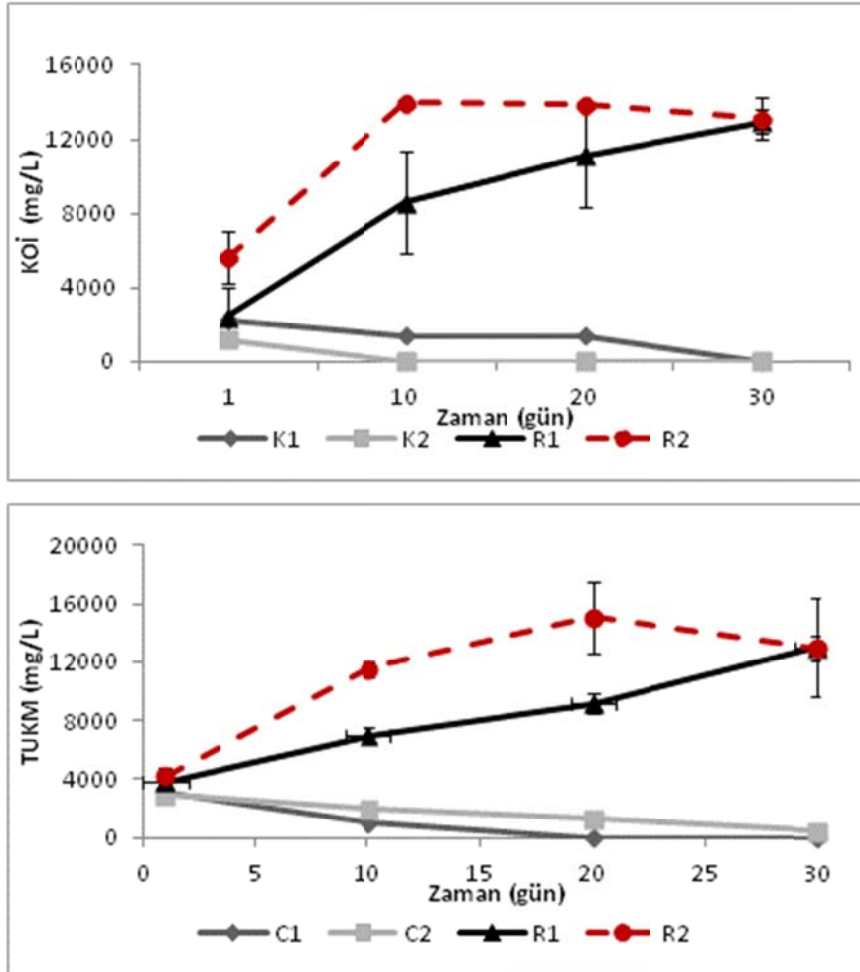 16000
12000
8000
4000
0
KOİ (mg/L)
1 10 20 30
Zaman (gün)
K1 K2 R1 R2
20000
16000
12000
8000
4000
0
TUKM (mg/L)
0 5 10 15 20 25 30
Zaman (gün)
C1 C2 R1 R2